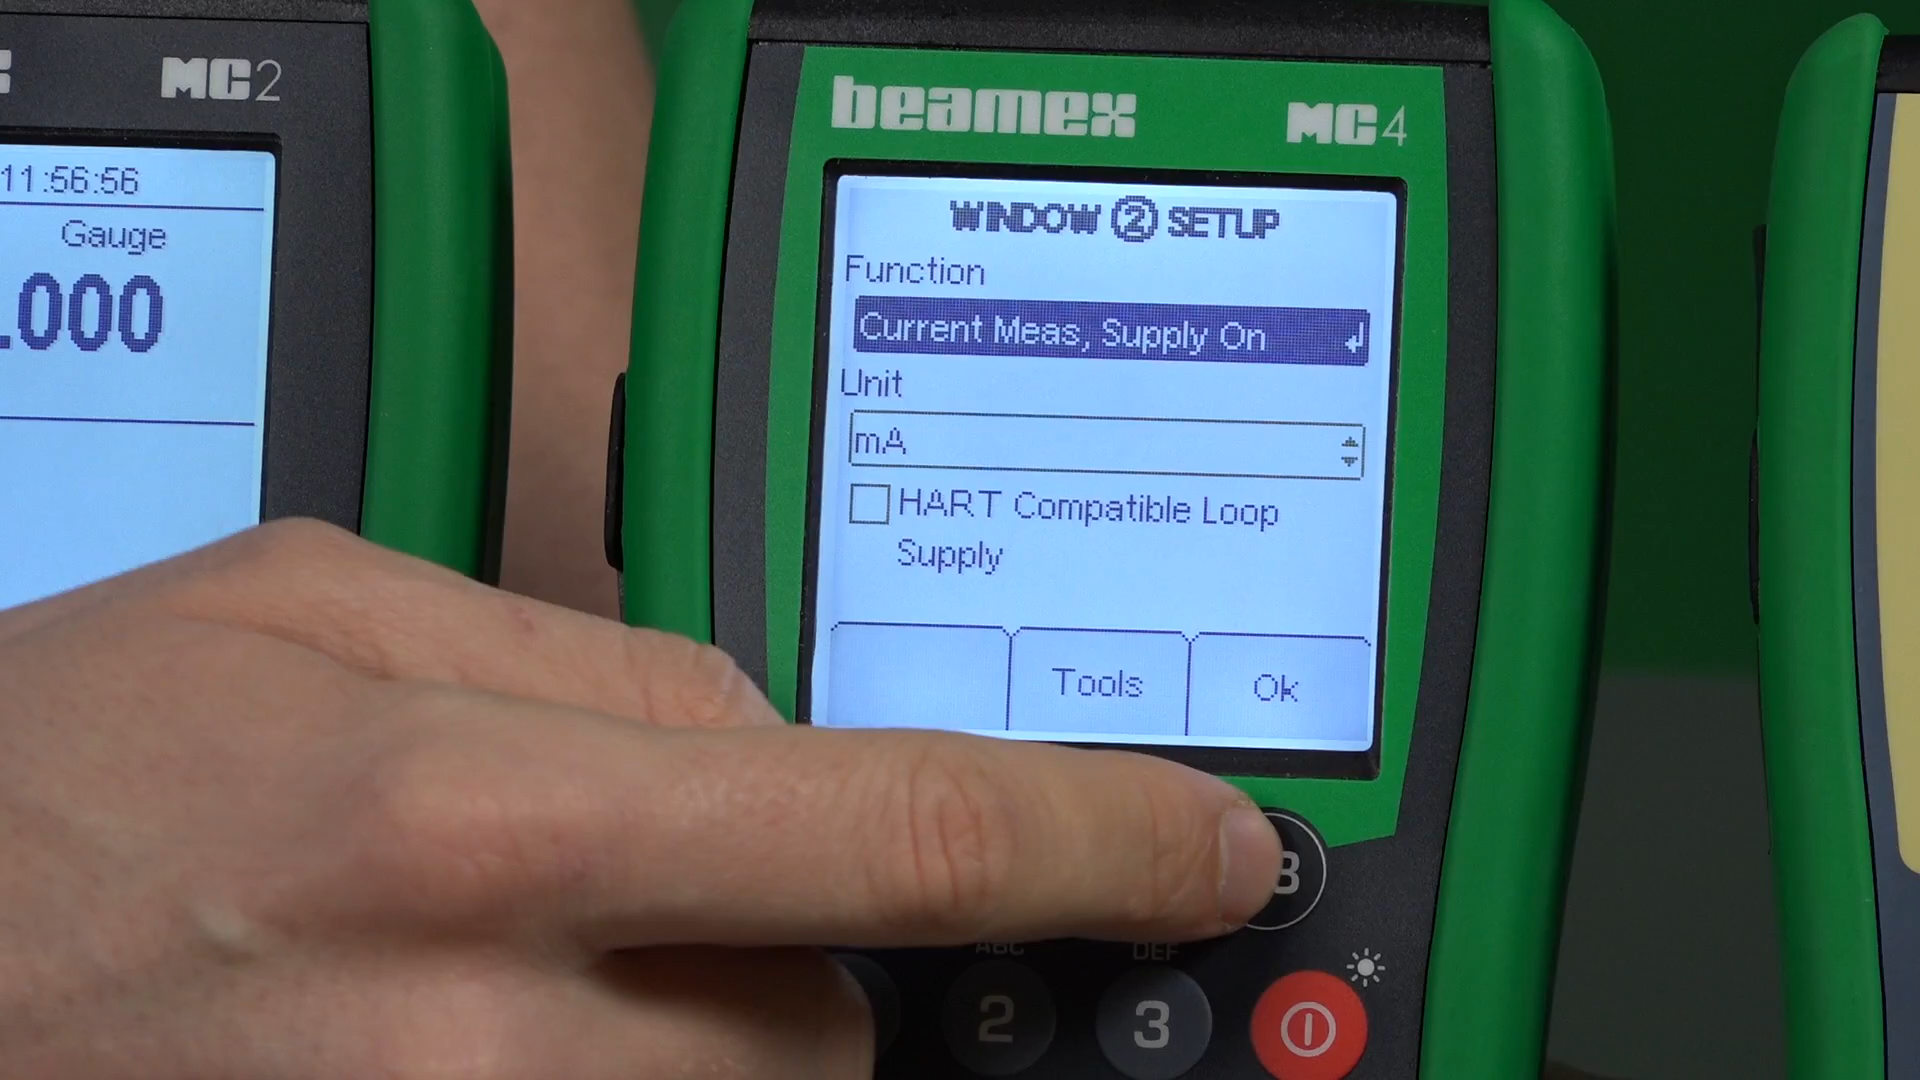 MC2
11:56:56
Gauge
.000
beamex
MC4
WINDOW 2 SETUP
Function
Current Meas, Supply On
Unit
mA
HART Compatible Loop
Supply
Tools
Ok
ABC
DEF
2
3